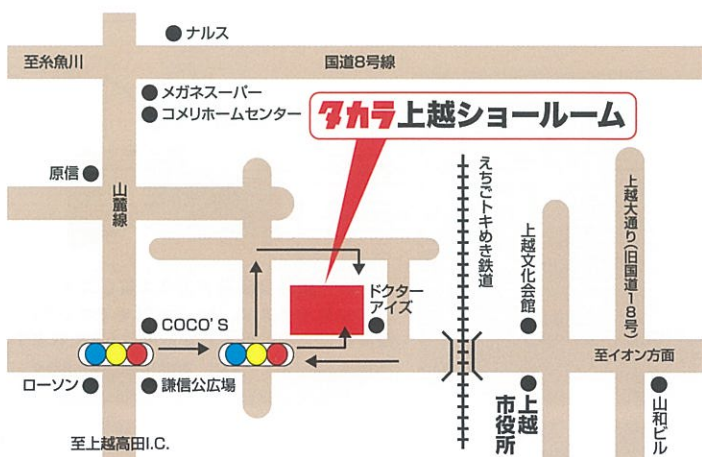 ナルス
至糸魚川
国道8号線
メガネスーパー
コメリホームセンター
タカラ上越ショールーム
原信
山麓線
えちごトキめき鉄道
上越文化会館
上越大通り(旧国道18号)
ドクター
アイズ
COCO'S
至イオン方面
ローソン
謙信公広場
上越
市役所
山和ビル
至上越高田I.C.